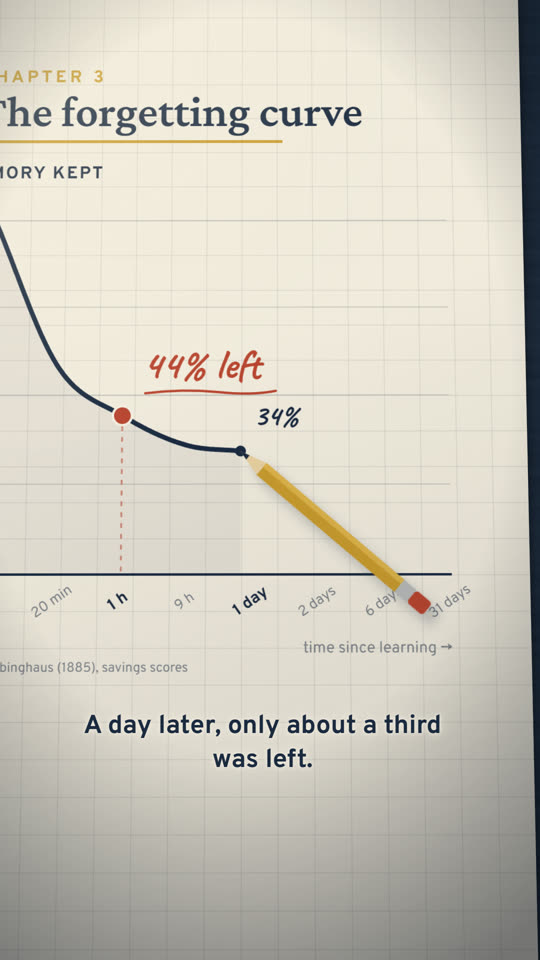 HAPTER 3
The forgetting curve
MORY KEPT
44% left
34%
20 min
1 h
9 h
1 day
2 days
6 day
31 days
time since learning →
binghaus (1885), savings scores
A day later, only about a third
was left.